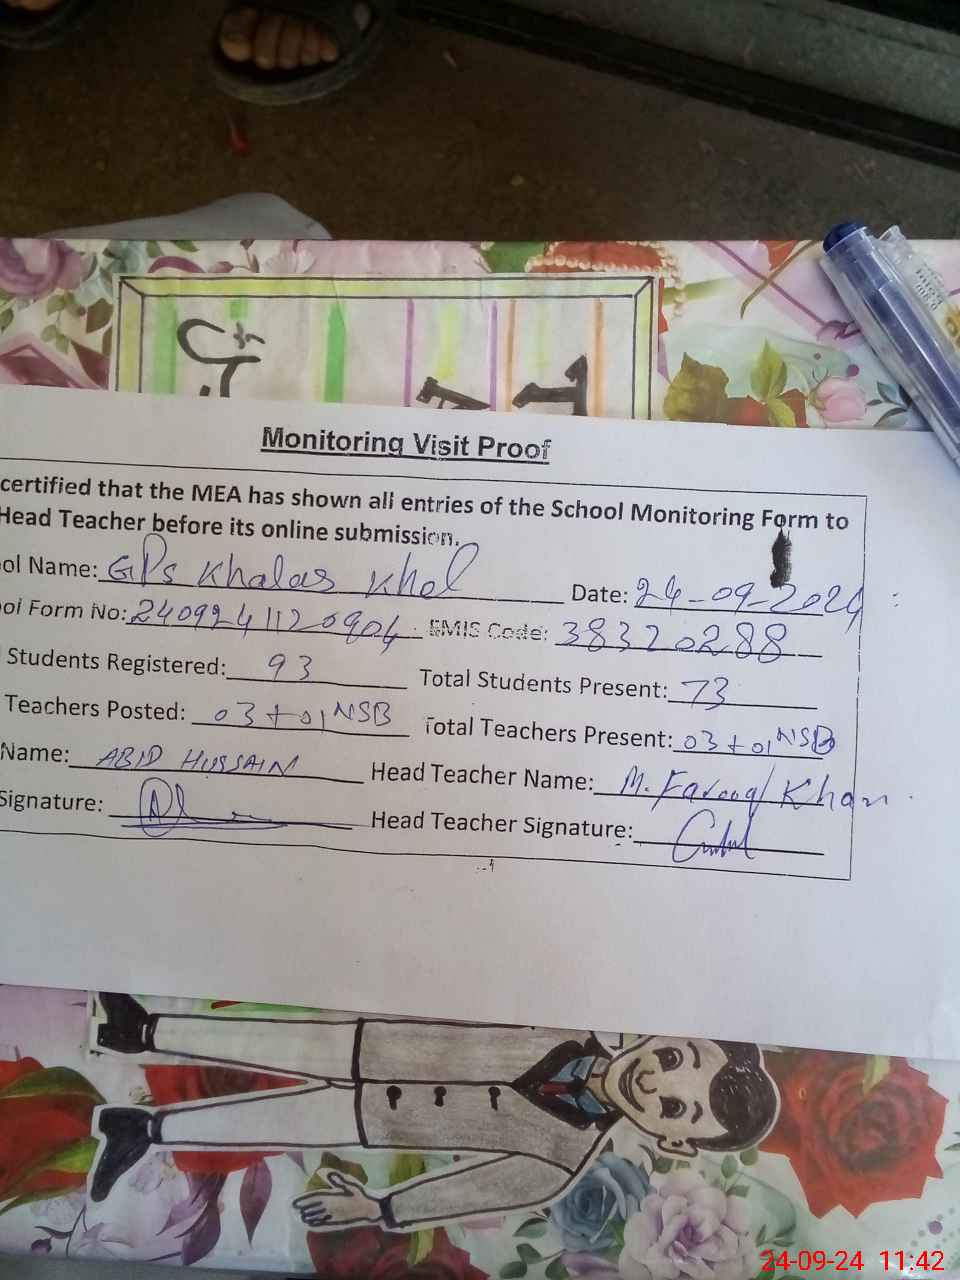 Monitoring Visit Proof
certified that the MEA has shown all entries of the School Monitoring Form to
Head Teacher before its online submission.
ol Name: GPS Khalas Khel Date: 24-09-2024
ol Form No: 2409241120904 EMIS Code: 38320288
Students Registered: 93 Total Students Present: 73
Teachers Posted: 03+01 NSB Total Teachers Present: 03+01 NSB
Name: ABID HUSSAIN Head Teacher Name: M. Farooq Khan
Signature: Head Teacher Signature:
24-09-24 11:42